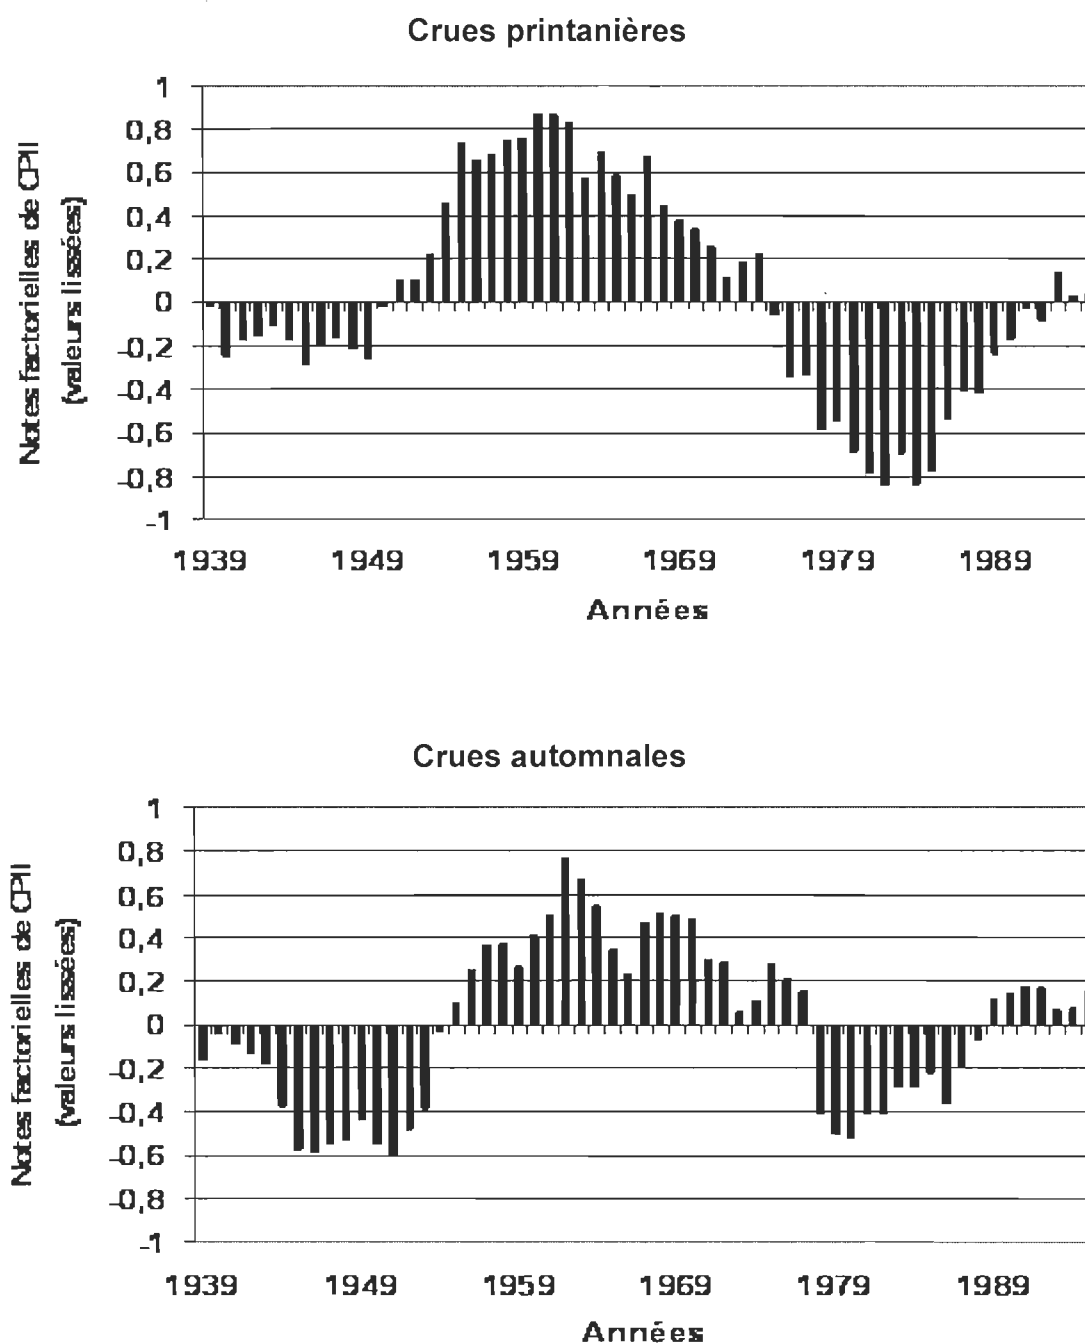 Crues printanières
Notes factorielles de CPII
(valeurs lissées)
1
0,8
0,6
0,4
0,2
0
-0,2
-0,4
-0,6
-0,8
-1
1939 1949 1959 1969 1979 1989
Années
Crues automnales
Notes factorielles de CPII
(valeurs lissées)
1
0,8
0,6
0,4
0,2
0
-0,2
-0,4
-0,6
-0,8
-1
1939 1949 1959 1969 1979 1989
Années